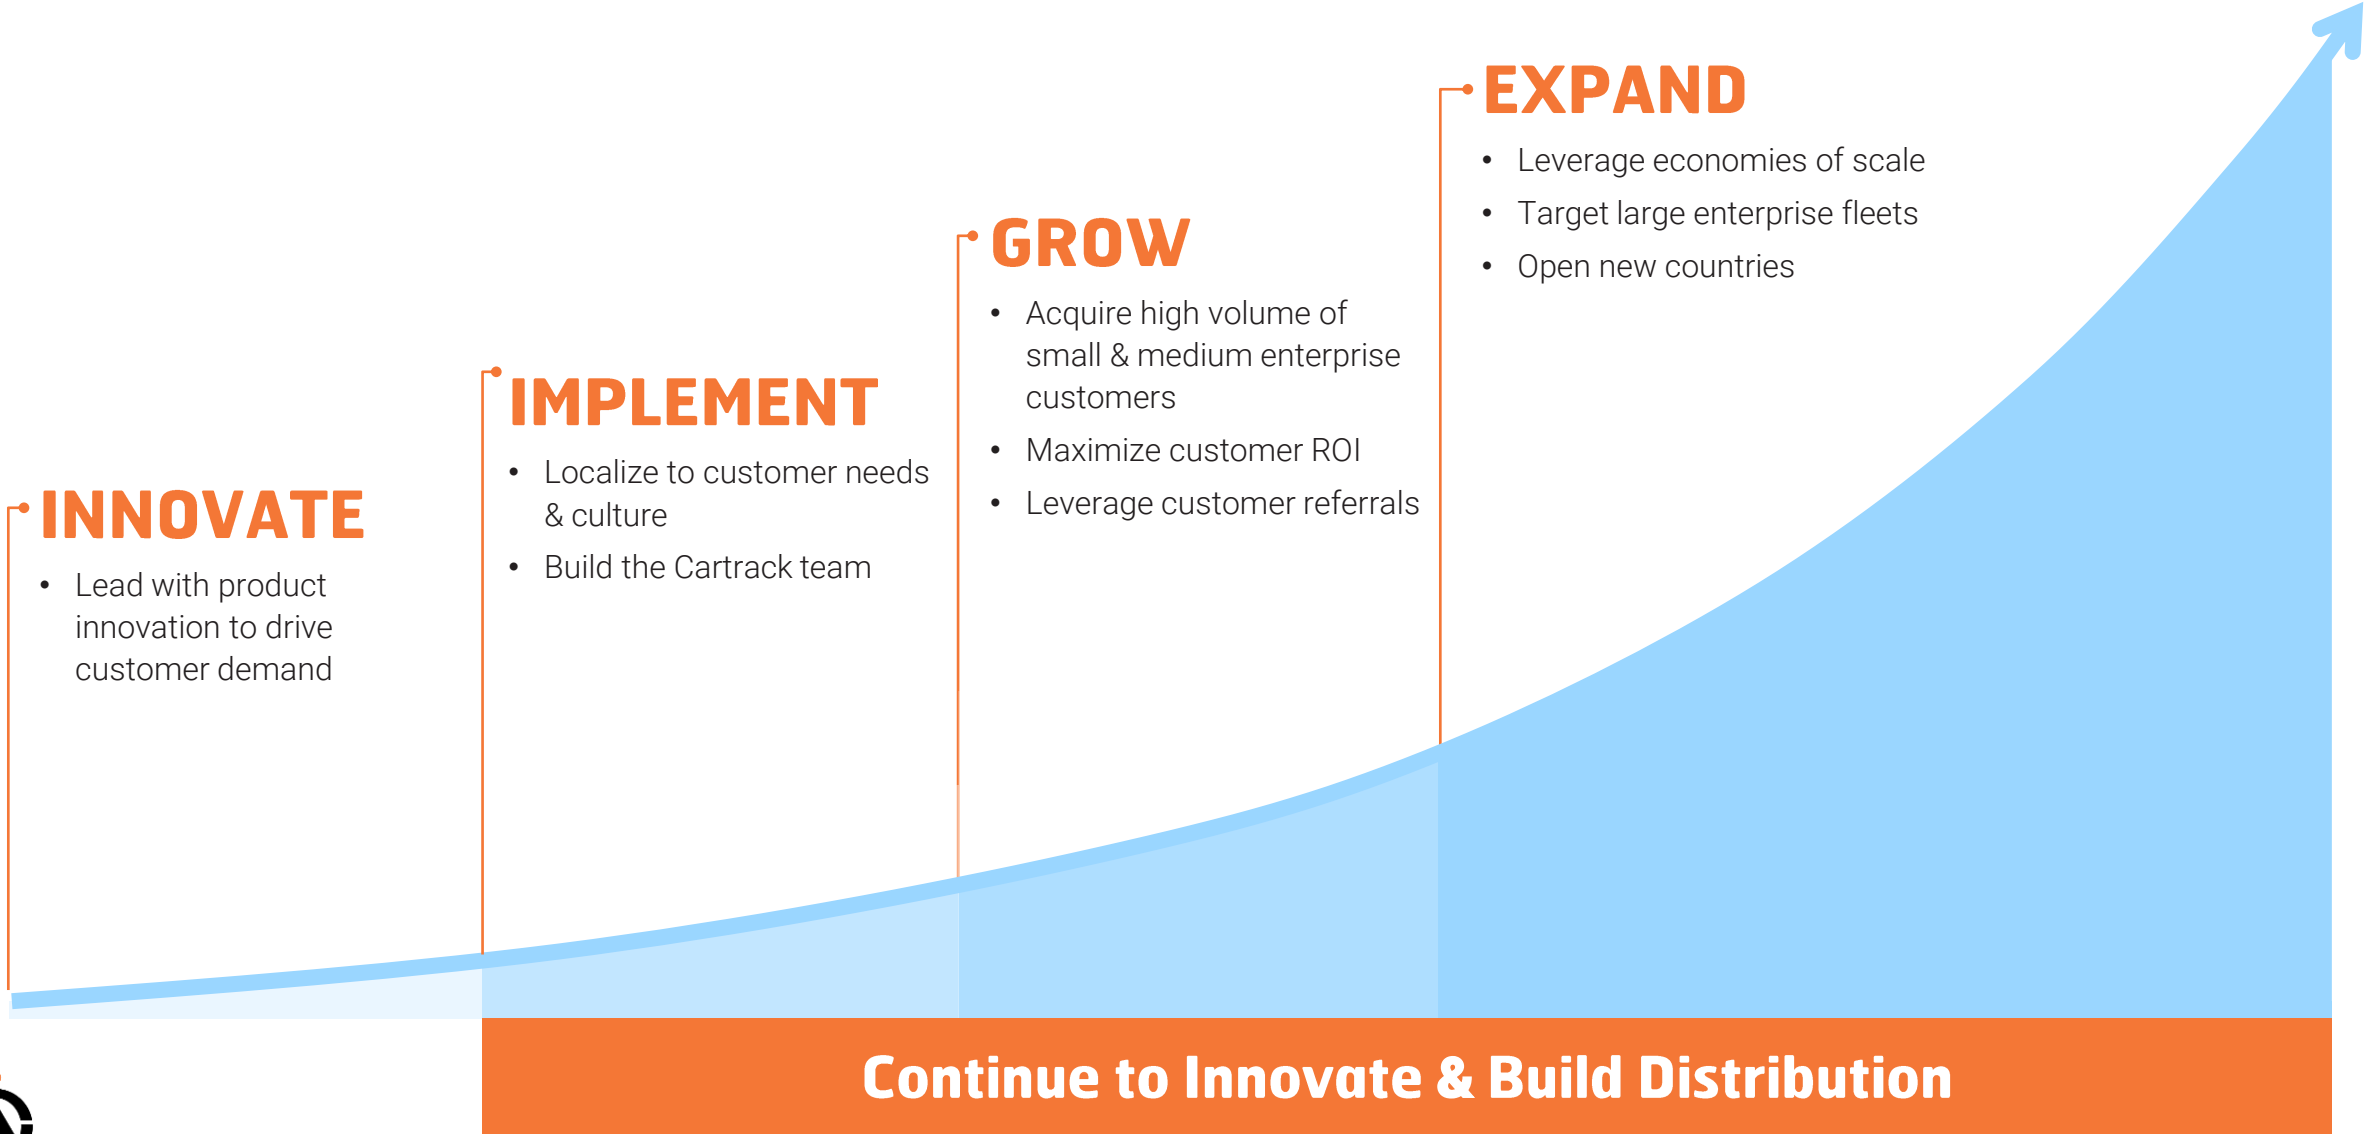 INNOVATE
• Lead with product
innovation to drive
customer demand
IMPLEMENT
• Localize to customer needs
& culture
• Build the Cartrack team
GROW
• Acquire high volume of
small & medium enterprise
customers
• Maximize customer ROI
• Leverage customer referrals
EXPAND
• Leverage economies of scale
• Target large enterprise fleets
• Open new countries
Continue to Innovate & Build Distribution